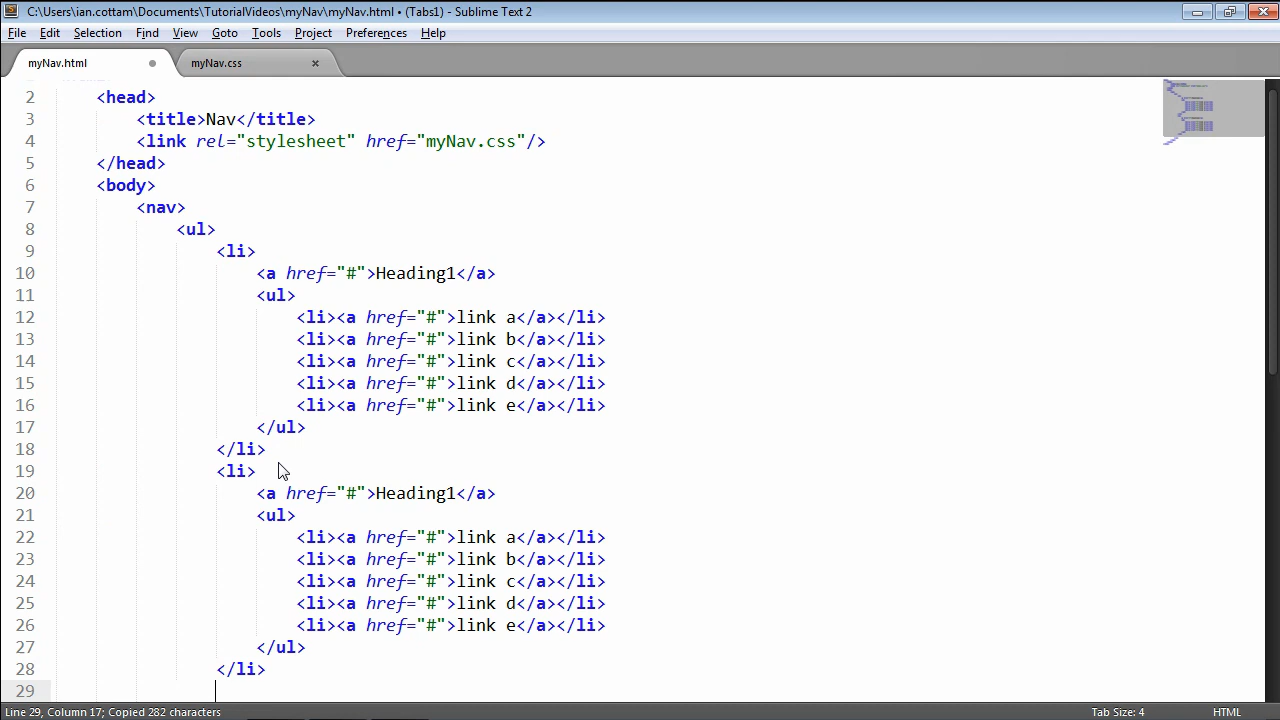 C:\Users\ian.cottam\Documents\TutorialVideos\myNav\myNav.html • (Tabs1) - Sublime Text 2
File Edit Selection Find View Goto Tools Project Preferences Help
myNav.html myNav.css
2 <head>
3 <title>Nav</title>
4 <link rel="stylesheet" href="myNav.css"/>
5 </head>
6 <body>
7 <nav>
8 <ul>
9 <li>
10 <a href="#">Heading1</a>
11 <ul>
12 <li><a href="#">link a</a></li>
13 <li><a href="#">link b</a></li>
14 <li><a href="#">link c</a></li>
15 <li><a href="#">link d</a></li>
16 <li><a href="#">link e</a></li>
17 </ul>
18 </li>
19 <li>
20 <a href="#">Heading1</a>
21 <ul>
22 <li><a href="#">link a</a></li>
23 <li><a href="#">link b</a></li>
24 <li><a href="#">link c</a></li>
25 <li><a href="#">link d</a></li>
26 <li><a href="#">link e</a></li>
27 </ul>
28 </li>
29
Line 29, Column 17; Copied 282 characters Tab Size: 4 HTML